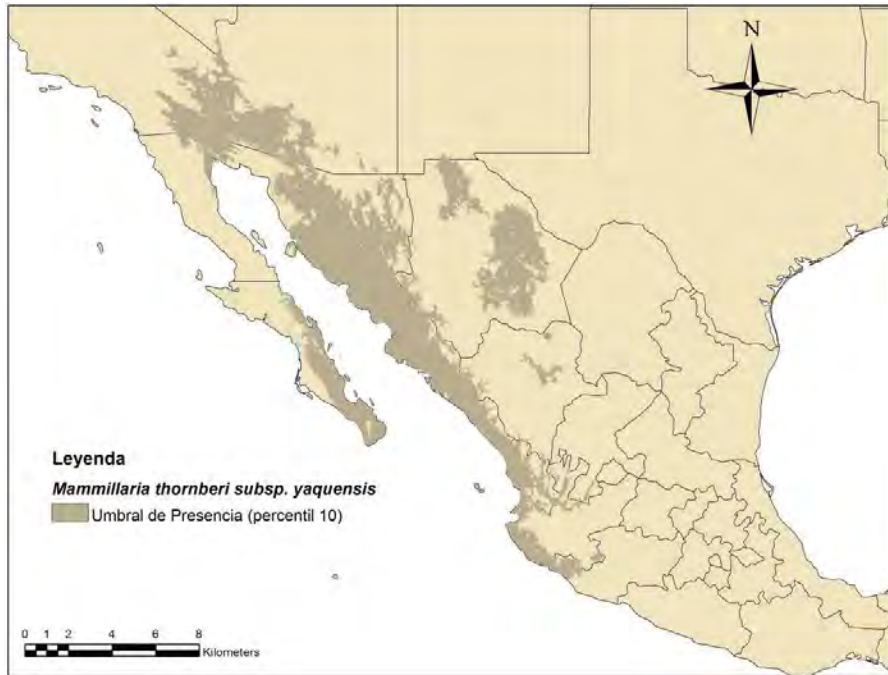 N
Leyenda
Mammillaria thornberi subsp. yaquensis
Umbral de Presencia (percentil 10)
0 1 2 4 6 8
Kilometers